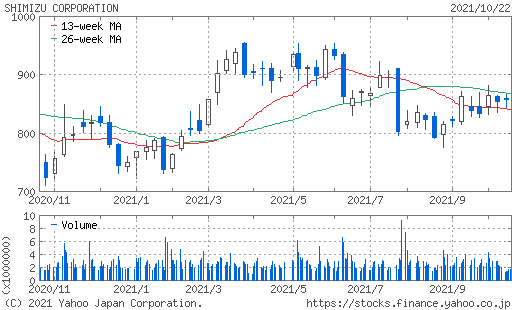 SHIMIZU CORPORATION 2021/10/22
13-week MA
26-week MA
1000
900
800
700
2020/11 2021/1 2021/3 2021/5 2021/7 2021/9
Volume
10
8
6
4
2
0
(x1000000)
2020/11 2021/1 2021/3 2021/5 2021/7 2021/9
(C) 2021 Yahoo Japan Corporation. https://stocks.finance.yahoo.co.jp/